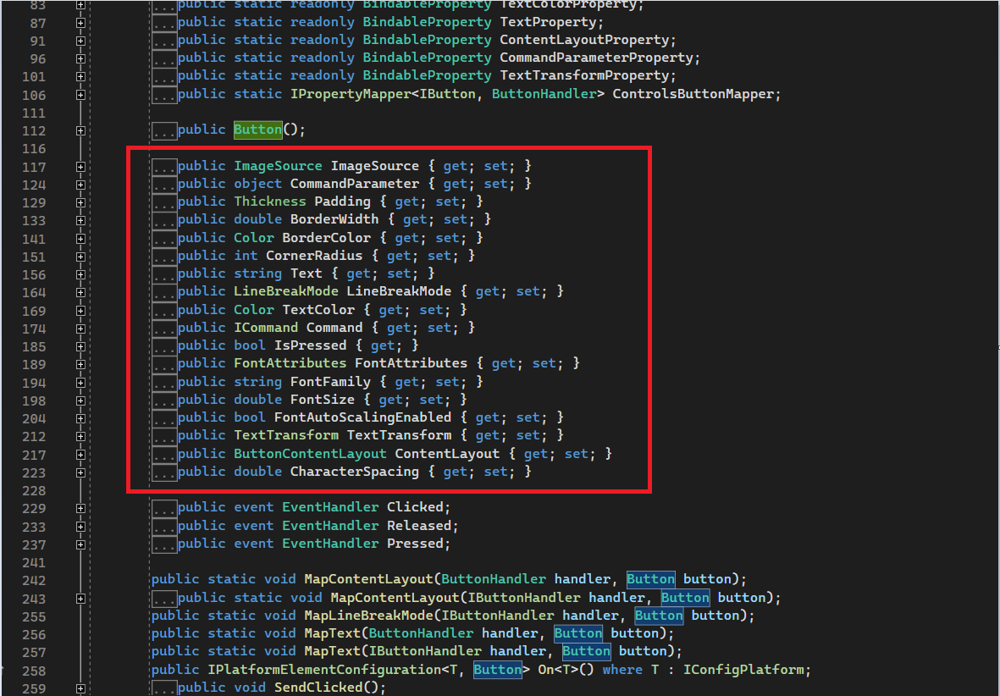 83 ...public static readonly BindableProperty TextColorProperty;
87 ...public static readonly BindableProperty TextProperty;
91 ...public static readonly BindableProperty ContentLayoutProperty;
96 ...public static readonly BindableProperty CommandParameterProperty;
101 ...public static readonly BindableProperty TextTransformProperty;
106 ...public static IPropertyMapper<IButton, ButtonHandler> ControlsButtonMapper;
111
112 ...public Button();
116
117 ...public ImageSource ImageSource { get; set; }
124 ...public object CommandParameter { get; set; }
129 ...public Thickness Padding { get; set; }
133 ...public double BorderWidth { get; set; }
141 ...public Color BorderColor { get; set; }
151 ...public int CornerRadius { get; set; }
156 ...public string Text { get; set; }
164 ...public LineBreakMode LineBreakMode { get; set; }
169 ...public Color TextColor { get; set; }
174 ...public ICommand Command { get; set; }
185 ...public bool IsPressed { get; }
189 ...public FontAttributes FontAttributes { get; set; }
194 ...public string FontFamily { get; set; }
198 ...public double FontSize { get; set; }
204 ...public bool FontAutoScalingEnabled { get; set; }
212 ...public TextTransform TextTransform { get; set; }
217 ...public ButtonContentLayout ContentLayout { get; set; }
223 ...public double CharacterSpacing { get; set; }
228
229 ...public event EventHandler Clicked;
233 ...public event EventHandler Released;
237 ...public event EventHandler Pressed;
241
242 public static void MapContentLayout(ButtonHandler handler, Button button);
243 ...public static void MapContentLayout(IButtonHandler handler, Button button);
255 public static void MapLineBreakMode(IButtonHandler handler, Button button);
256 public static void MapText(ButtonHandler handler, Button button);
257 public static void MapText(IButtonHandler handler, Button button);
258 public IPlatformElementConfiguration<T, Button> On<T>() where T : IConfigPlatform;
259 ...public void SendClicked();